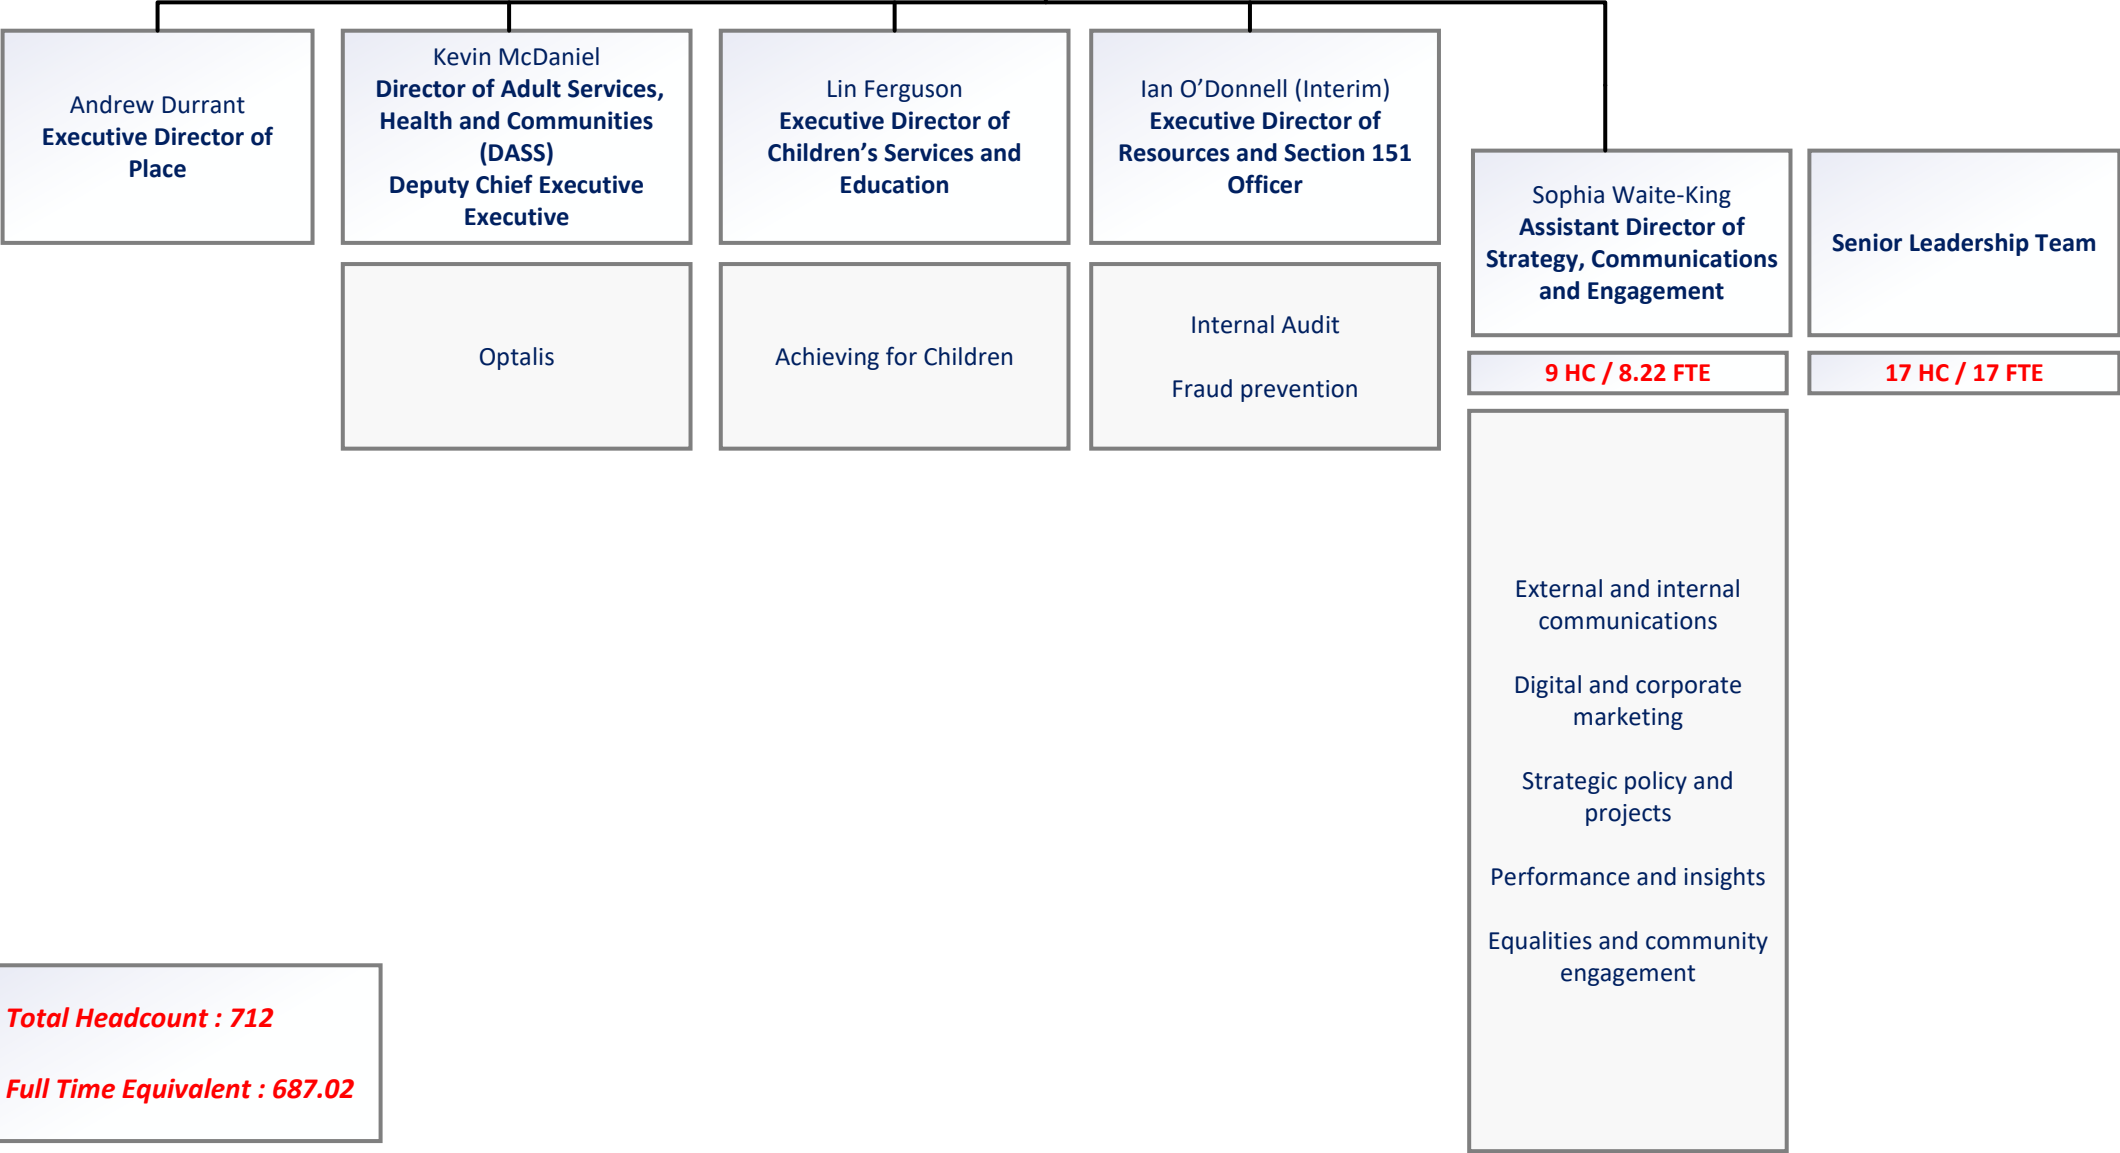 Andrew Durrant
Executive Director of
Place
Kevin McDaniel
Director of Adult Services,
Health and Communities
(DASS)
Deputy Chief Executive
Executive
Lin Ferguson
Executive Director of
Children’s Services and
Education
Ian O’Donnell (Interim)
Executive Director of
Resources and Section 151
Officer
Sophia Waite-King
Assistant Director of
Strategy, Communications
and Engagement
Senior Leadership Team
Optalis
Achieving for Children
Internal Audit
Fraud prevention
9 HC / 8.22 FTE
17 HC / 17 FTE
External and internal
communications
Digital and corporate
marketing
Strategic policy and
projects
Performance and insights
Equalities and community
engagement
Total Headcount : 712
Full Time Equivalent : 687.02